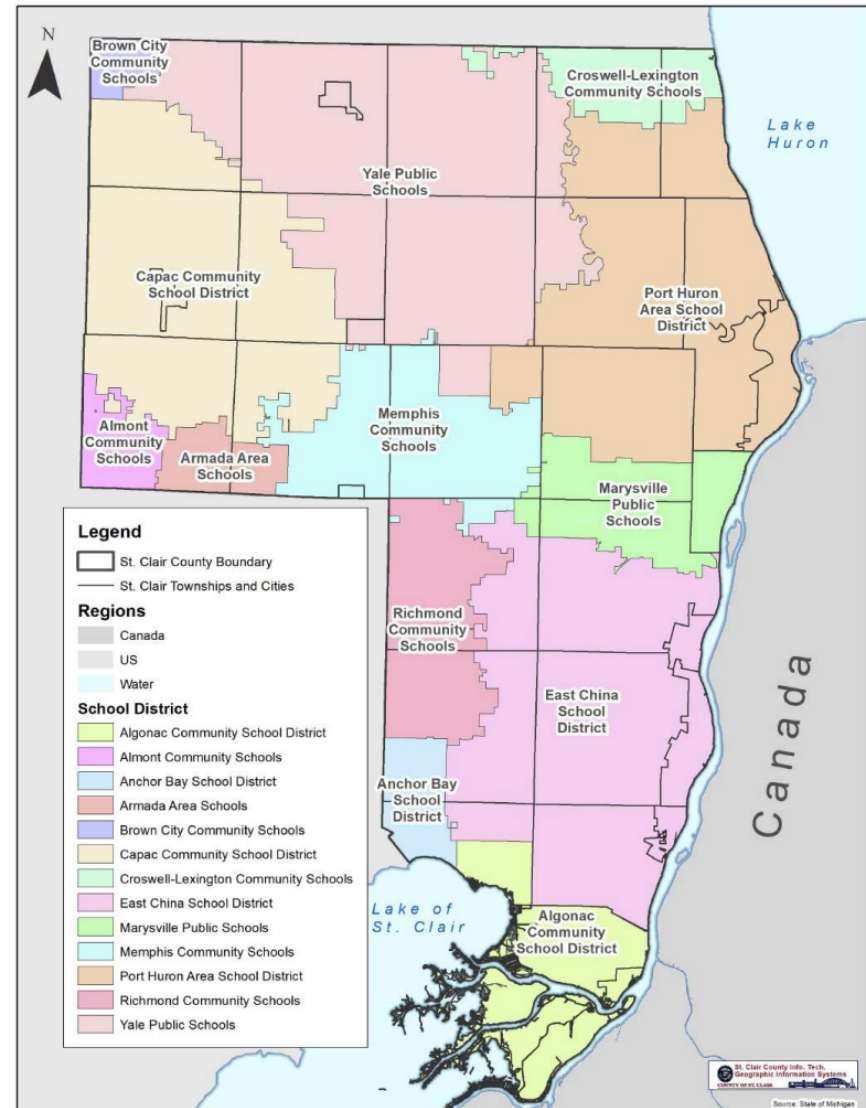 N
Brown City
Community
Schools
Croswell-Lexington
Community Schools
Lake
Huron
Yale Public
Schools
Capac Community
School District
Port Huron
Area School
District
Almont
Community
Schools
Armada Area
Schools
Memphis
Community
Schools
Marysville
Public
Schools
Richmond
Community
Schools
East China
School
District
Anchor Bay
School
District
Canada
Lake of
St. Clair
Algonac
Community
School District
Legend
St. Clair County Boundary
St. Clair Townships and Cities
Regions
Canada
US
Water
School District
Algonac Community School District
Almont Community Schools
Anchor Bay School District
Armada Area Schools
Brown City Community Schools
Capac Community School District
Croswell-Lexington Community Schools
East China School District
Marysville Public Schools
Memphis Community Schools
Port Huron Area School District
Richmond Community Schools
Yale Public Schools
St. Clair County Info. Tech.
Geographic Information Systems
COUNTY OF ST. CLAIR
Source: State of Michigan